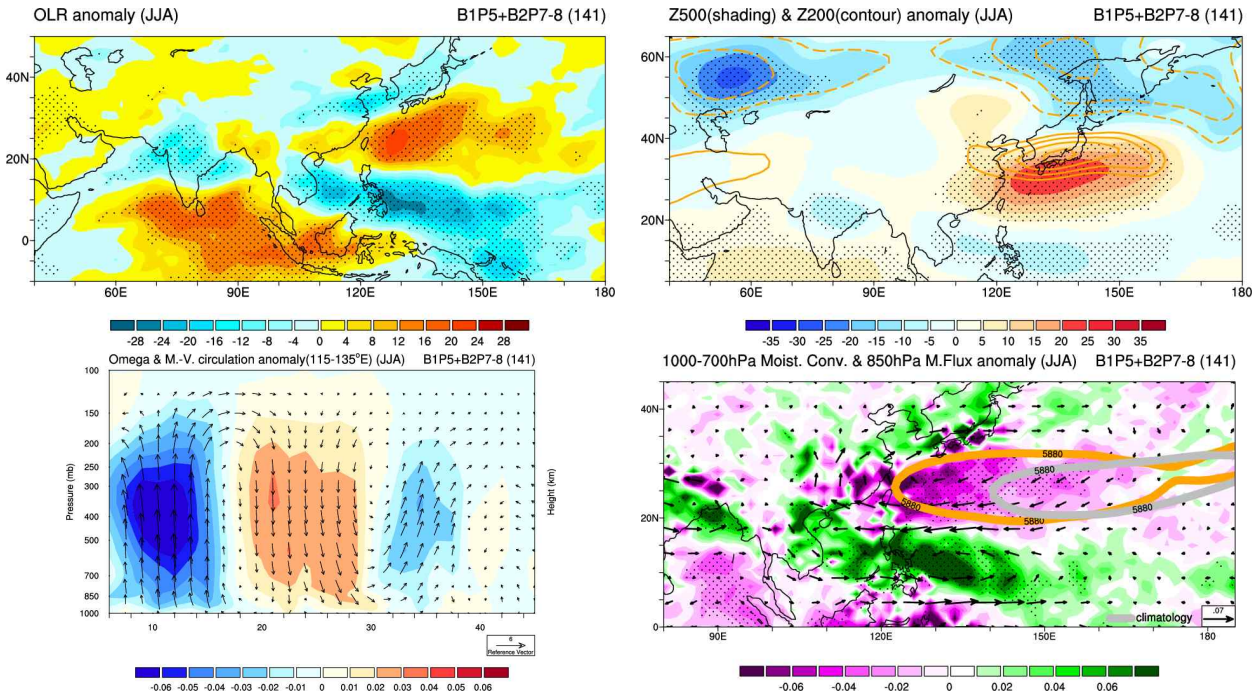 OLR anomaly (JJA) B1P5+B2P7-8 (141)
40N
20N
0
60E 90E 120E 150E 180
-28 -24 -20 -16 -12 -8 -4 0 4 8 12 16 20 24 28
Z500(shading) & Z200(contour) anomaly (JJA) B1P5+B2P7-8 (141)
60N
40N
20N
60E 90E 120E 150E 180
-35 -30 -25 -20 -15 -10 -5 0 5 10 15 20 25 30 35
Omega & M.-V. circulation anomaly(115-135°E) (JJA) B1P5+B2P7-8 (141)
100
150
200
250
300
400
500
700
850
1000
Pressure (mb)
Height (km)
10 20 30 40
6
Reference Vector
-0.06 -0.05 -0.04 -0.03 -0.02 -0.01 0 0.01 0.02 0.03 0.04 0.05 0.06
1000-700hPa Moist. Conv. & 850hPa M.Flux anomaly (JJA) B1P5+B2P7-8 (141)
40N
20N
0
5880
5880
5880
5880
5880
climatology
.07
90E 120E 150E 180
-0.06 -0.04 -0.02 0 0.02 0.04 0.06